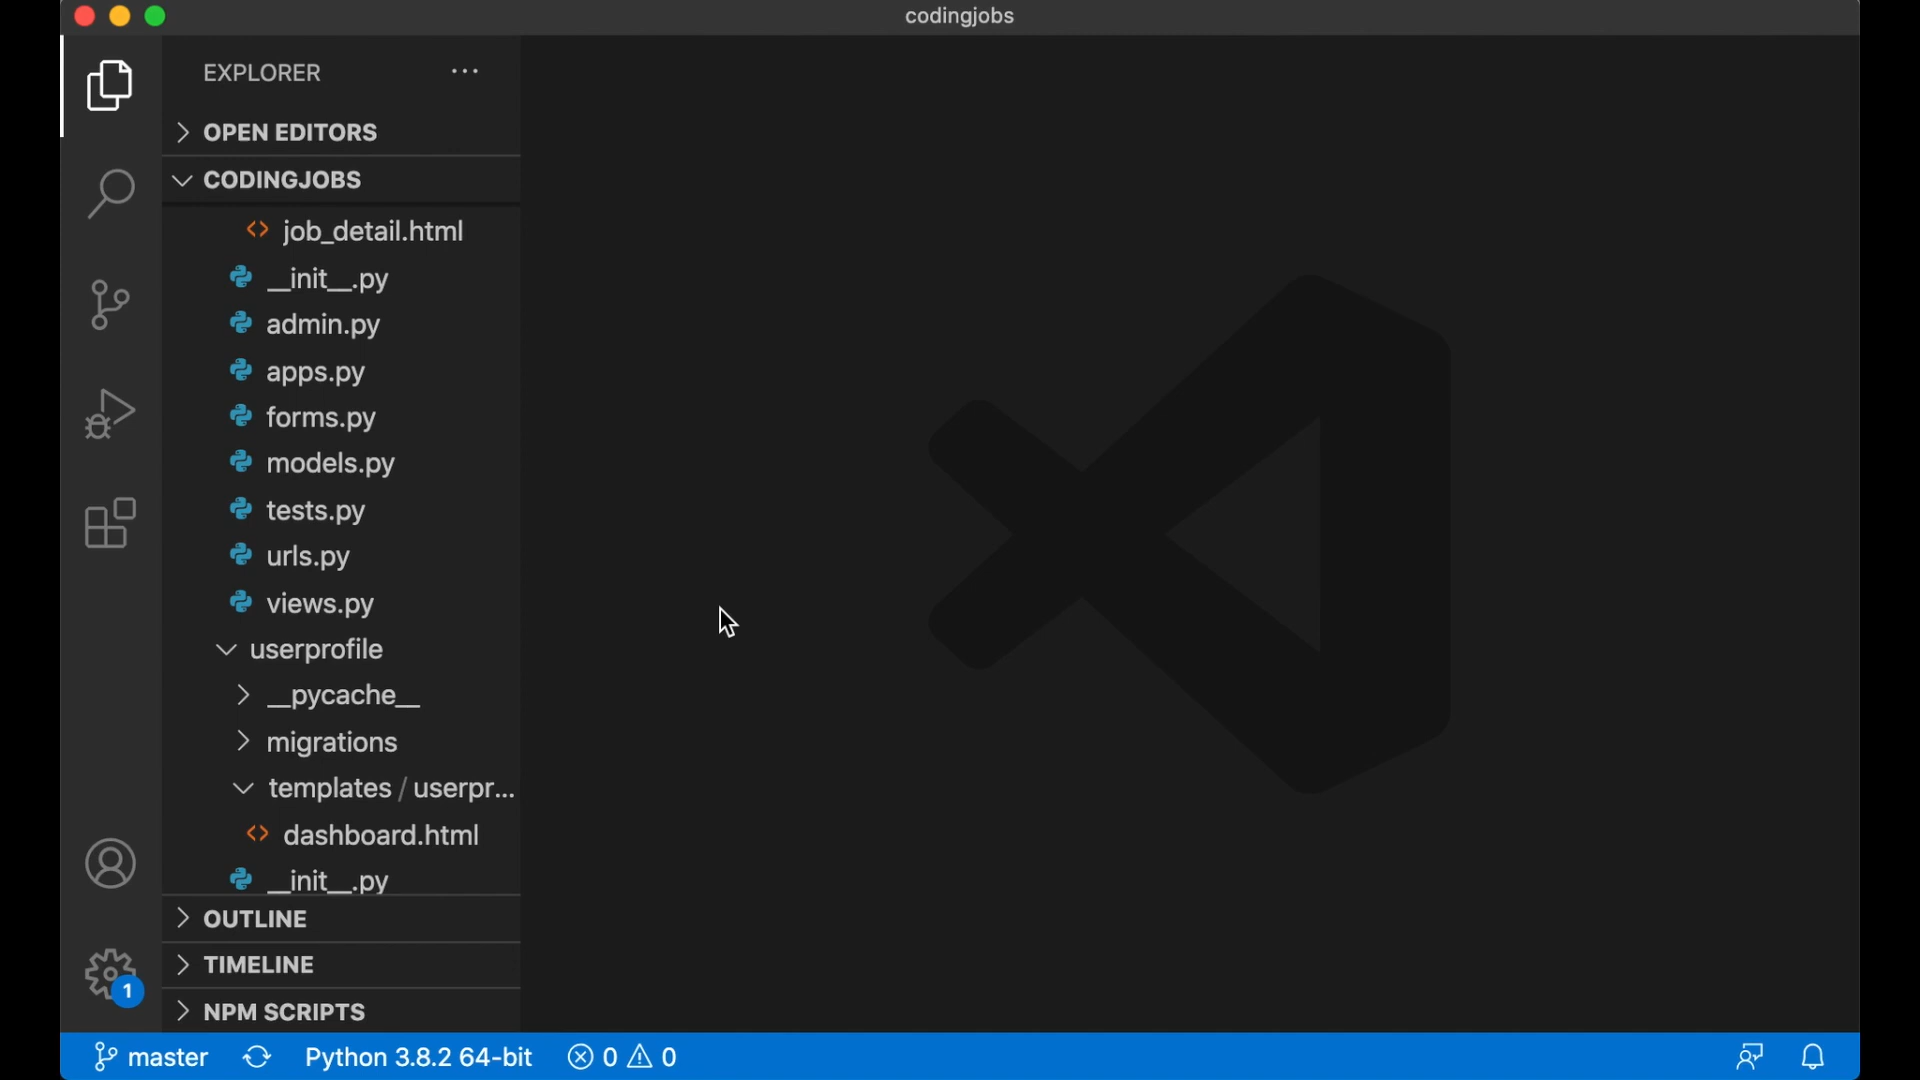 codingjobs
EXPLORER
OPEN EDITORS
CODINGJOBS
job_detail.html
__init__.py
admin.py
apps.py
forms.py
models.py
tests.py
urls.py
views.py
userprofile
__pycache__
migrations
templates / userpr...
dashboard.html
__init__.py
OUTLINE
TIMELINE
1
NPM SCRIPTS
master Python 3.8.2 64-bit 0 0